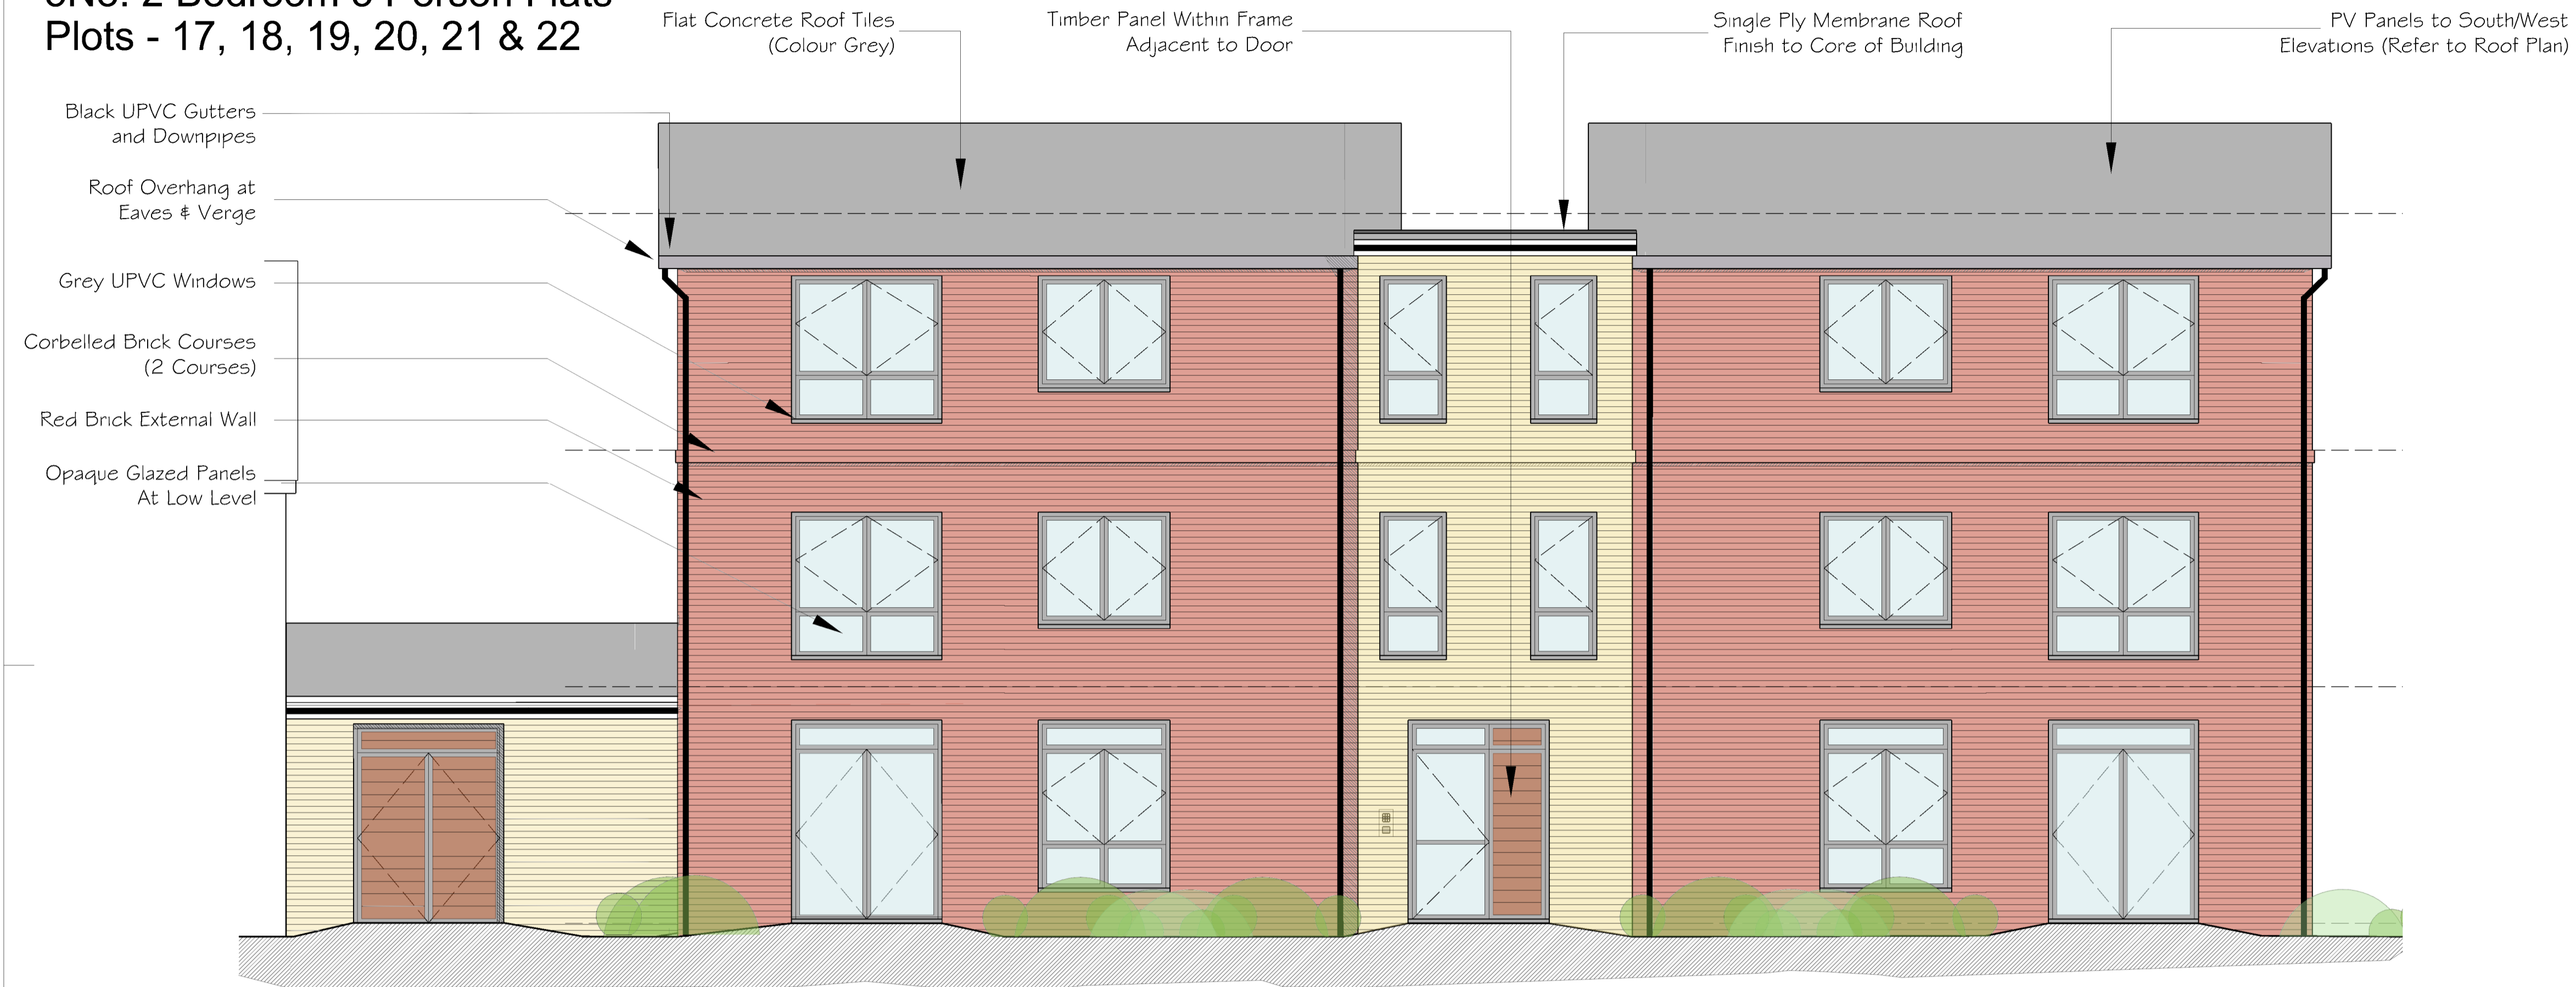 2 Bedroom
Plots - 17, 18, 19, 20, 21 & 22
Flat Concrete Roof Tiles
(Colour Grey)
Timber Panel Within Frame
Adjacent to Door
Single Ply Membrane Roof
Finish to Core of Building
PV Panels to South/West
Elevations (Refer to Roof Plan)
Black UPVC Gutters
and Downpipes
Roof Overhang at
Eaves & Verge
Grey UPVC Windows
Corbelled Brick Courses
(2 Courses)
Red Brick External Wall
Opaque Glazed Panels
At Low Level